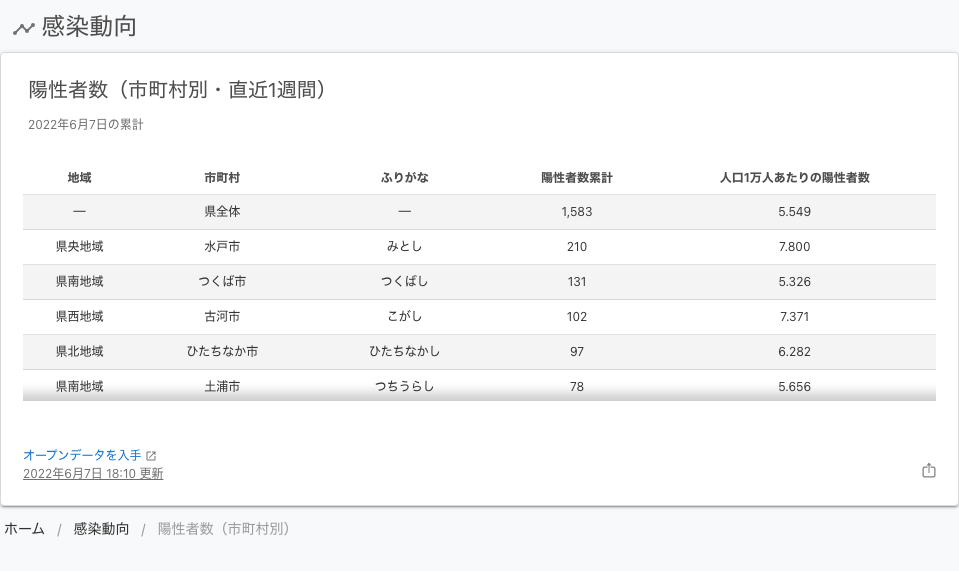 感染動向
陽性者数（市町村別・直近1週間）
2022年6月7日の累計
地域 市町村 ふりがな 陽性者数累計 人口1万人あたりの陽性者数
— 県全体 — 1,583 5.549
県央地域 水戸市 みとし 210 7.800
県南地域 つくば市 つくばし 131 5.326
県西地域 古河市 こがし 102 7.371
県北地域 ひたちなか市 ひたちなかし 97 6.282
県南地域 土浦市 つちうらし 78 5.656
オープンデータを入手
2022年6月7日 18:10 更新
ホーム / 感染動向 / 陽性者数（市町村別）